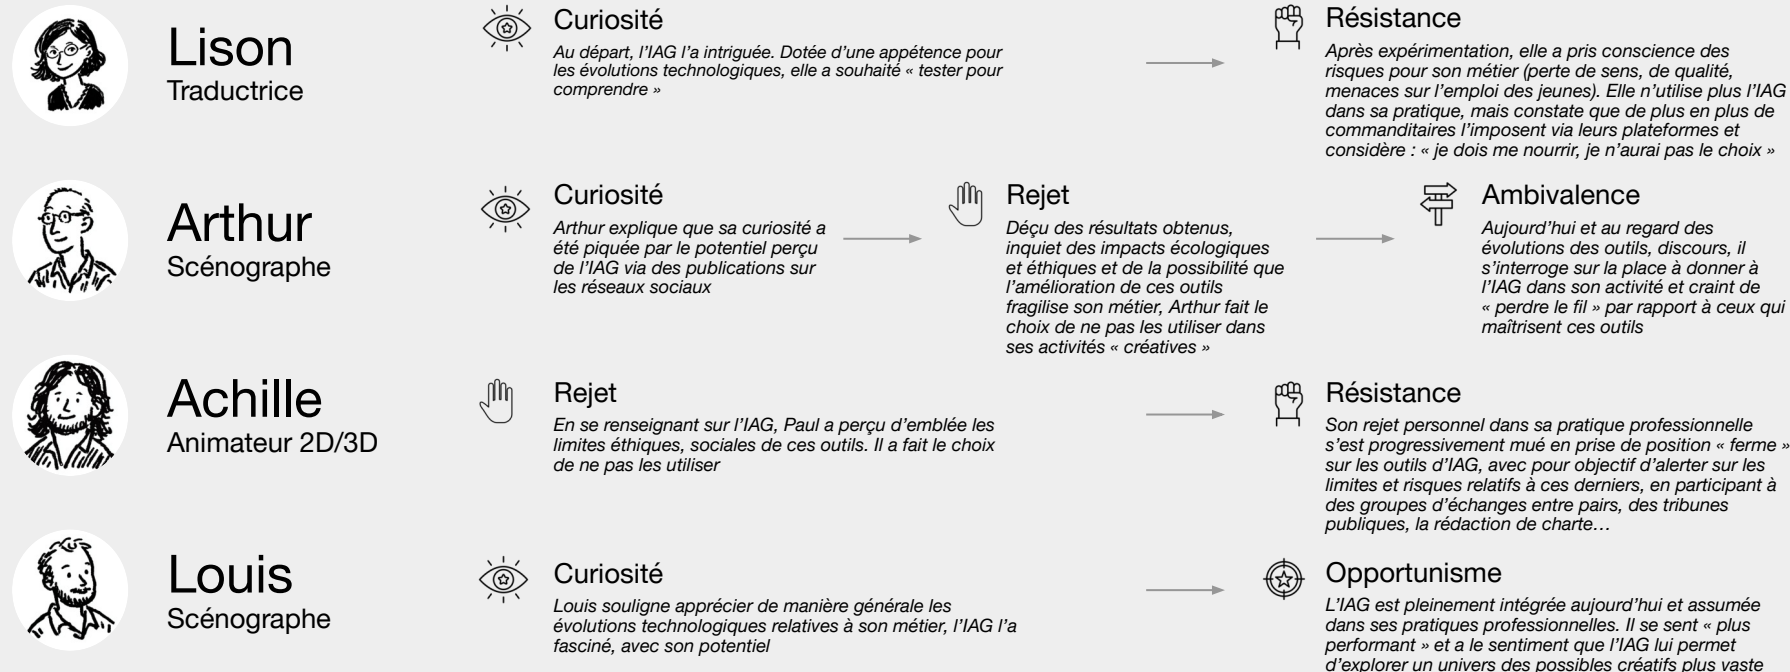 Lison
Traductrice
Curiosité
Au départ, l’IAG l’a intriguée. Dotée d’une appétence pour
les évolutions technologiques, elle a souhaité « tester pour
comprendre »
Résistance
Après expérimentation, elle a pris conscience des
risques pour son métier (perte de sens, de qualité,
menaces sur l’emploi des jeunes). Elle n’utilise plus l’IAG
dans sa pratique, mais constate que de plus en plus de
commanditaires l’imposent via leurs plateformes et
considère : « je dois me nourrir, je n’aurai pas le choix »
Arthur
Scénographe
Curiosité
Arthur explique que sa curiosité a
été piquée par le potentiel perçu
de l’IAG via des publications sur
les réseaux sociaux
Rejet
Déçu des résultats obtenus,
inquiet des impacts écologiques
et éthiques et de la possibilité que
l’amélioration de ces outils
fragilise son métier, Arthur fait le
choix de ne pas les utiliser dans
ses activités « créatives »
Ambivalence
Aujourd’hui et au regard des
évolutions des outils, discours, il
s’interroge sur la place à donner à
l’IAG dans son activité et craint de
« perdre le fil » par rapport à ceux qui
maîtrisent ces outils
Achille
Animateur 2D/3D
Rejet
En se renseignant sur l’IAG, Paul a perçu d’emblée les
limites éthiques, sociales de ces outils. Il a fait le choix
de ne pas les utiliser
Résistance
Son rejet personnel dans sa pratique professionnelle
s’est progressivement mué en prise de position « ferme »
sur les outils d’IAG, avec pour objectif d’alerter sur les
limites et risques relatifs à ces derniers, en participant à
des groupes d’échanges entre pairs, des tribunes
publiques, la rédaction de charte…
Louis
Scénographe
Curiosité
Louis souligne apprécier de manière générale les
évolutions technologiques relatives à son métier, l’IAG l’a
fasciné, avec son potentiel
Opportunisme
L’IAG est pleinement intégrée aujourd’hui et assumée
dans ses pratiques professionnelles. Il se sent « plus
performant » et a le sentiment que l’IAG lui permet
d’explorer un univers des possibles créatifs plus vaste